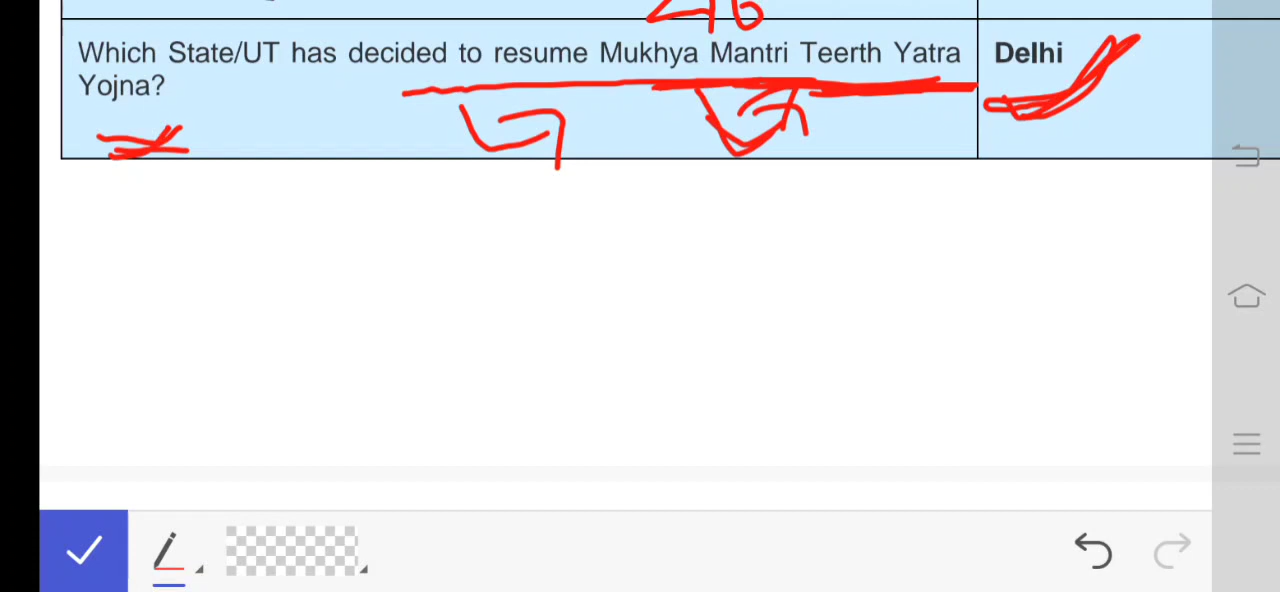 Which State/UT has decided to resume Mukhya Mantri Teerth Yatra
Yojna?
Delhi